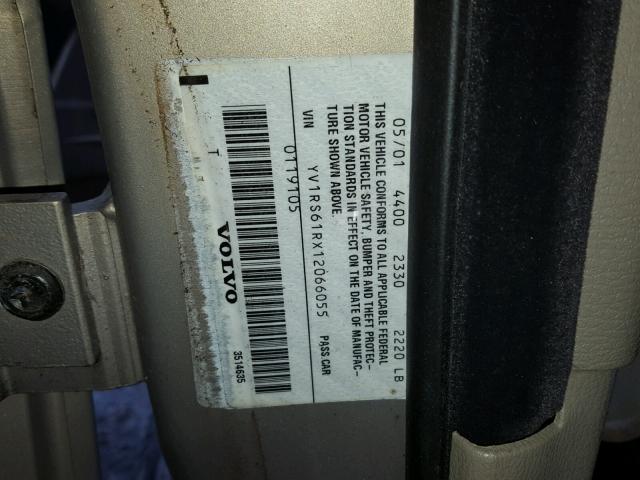 05/01 4400 2330 2220 LB
THIS VEHICLE CONFORMS TO ALL APPLICABLE FEDERAL
MOTOR VEHICLE SAFETY, BUMPER AND THEFT PROTEC-
TION STANDARDS IN EFFECT ON THE DATE OF MANUFAC-
TURE SHOWN ABOVE.
VIN YV1RS61RX12066055 PASS CAR
0119105
VOLVO 3514635